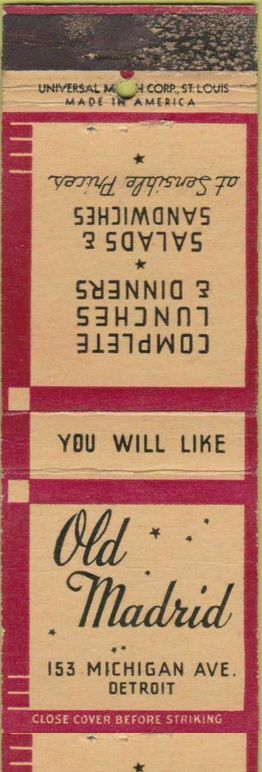 UNIVERSAL M H CORP., ST. LOUIS
MADE IN AMERICA
COMPLETE
LUNCHES
& DINNERS
SALADS &
SANDWICHES
at Sensible Prices
YOU WILL LIKE
Old
Madrid
153 MICHIGAN AVE.
DETROIT
CLOSE COVER BEFORE STRIKING